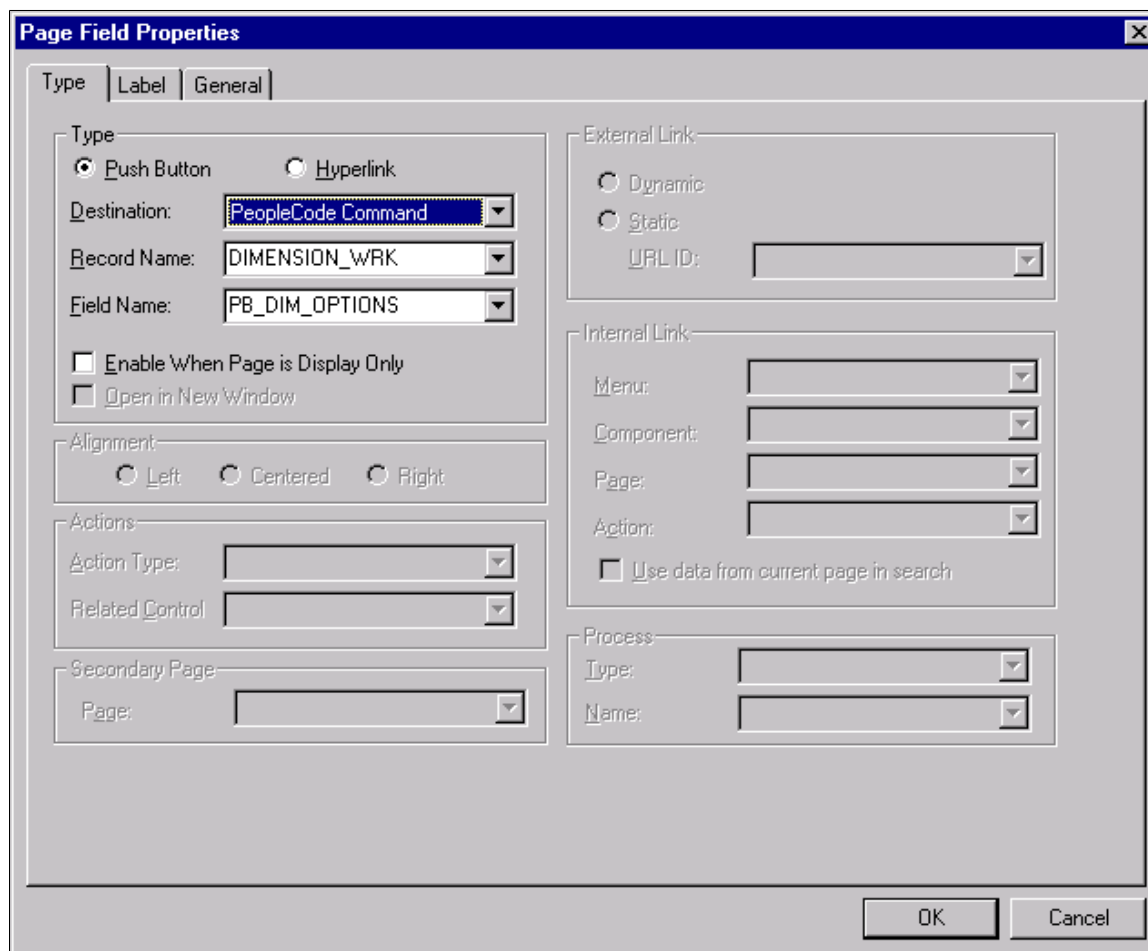 Page Field Properties
Type Label General
Type
Push Button Hyperlink
Destination: PeopleCode Command
Record Name: DIMENSION_WRK
Field Name: PB_DIM_OPTIONS
Enable When Page is Display Only
Open in New Window
Alignment
Left Centered Right
Actions
Action Type:
Related Control
Secondary Page
Page:
External Link
Dynamic
Static
URL ID:
Internal Link
Menu:
Component:
Page:
Action:
Use data from current page in search
Process
Type:
Name:
OK Cancel